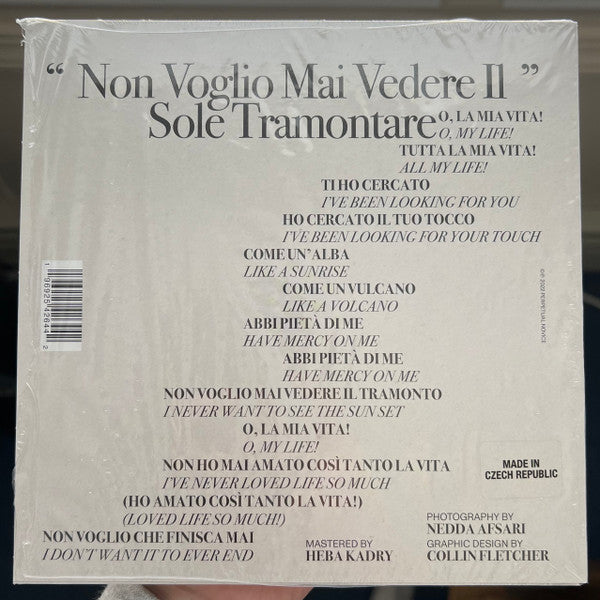 “ Non Voglio Mai Vedere Il ”
Sole Tramontare
O, LA MIA VITA!
O, MY LIFE!
TUTTA LA MIA VITA!
ALL MY LIFE!
TI HO CERCATO
I'VE BEEN LOOKING FOR YOU
HO CERCATO IL TUO TOCCO
I'VE BEEN LOOKING FOR YOUR TOUCH
COME UN'ALBA
LIKE A SUNRISE
COME UN VULCANO
LIKE A VOLCANO
ABBI PIETÀ DI ME
HAVE MERCY ON ME
ABBI PIETÀ DI ME
HAVE MERCY ON ME
NON VOGLIO MAI VEDERE IL TRAMONTO
I NEVER WANT TO SEE THE SUN SET
O, LA MIA VITA!
O, MY LIFE!
NON HO MAI AMATO COSÌ TANTO LA VITA
I'VE NEVER LOVED LIFE SO MUCH
(HO AMATO COSÌ TANTO LA VITA!)
(LOVED LIFE SO MUCH!)
NON VOGLIO CHE FINISCA MAI
I DON'T WANT IT TO EVER END
MASTERED BY
HEBA KADRY
PHOTOGRAPHY BY
NEDDA AFSARI
GRAPHIC DESIGN BY
COLLIN FLETCHER
MADE IN
CZECH REPUBLIC
©℗ 2022 PERPETUAL NOVICE
1 96925 42644 2